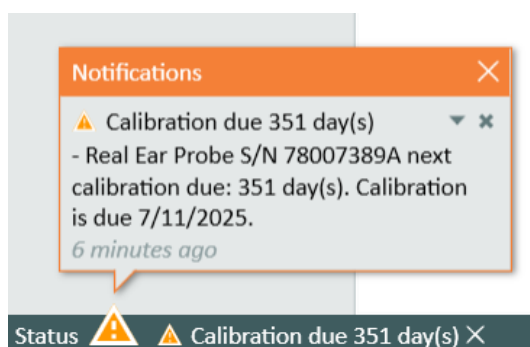 Notifications
Calibration due 351 day(s)
- Real Ear Probe S/N 78007389A next
calibration due: 351 day(s). Calibration
is due 7/11/2025.
6 minutes ago
Status Calibration due 351 day(s)